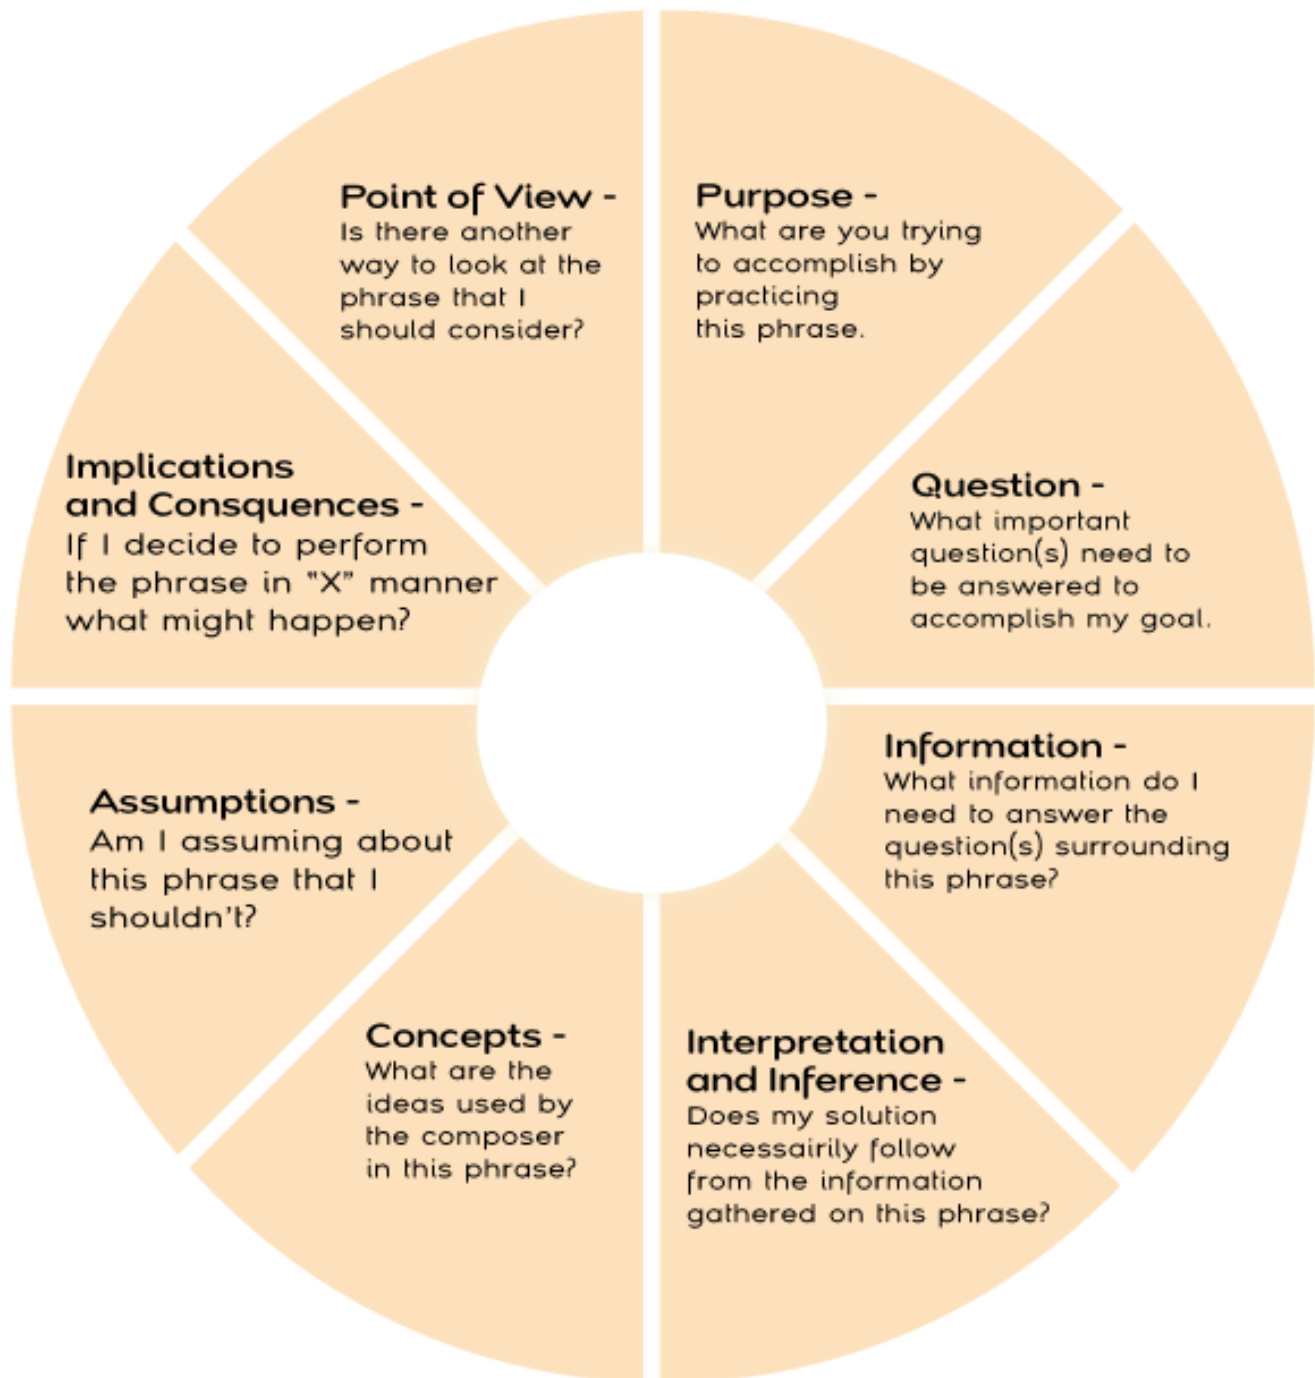 Point of View -
Is there another
way to look at the
phrase that I
should consider?
Purpose -
What are you trying
to accomplish by
practicing
this phrase.
Question -
What important
question(s) need to
be answered to
accomplish my goal.
Information -
What information do I
need to answer the
question(s) surrounding
this phrase?
Interpretation
and Inference -
Does my solution
necessairily follow
from the information
gathered on this phrase?
Concepts -
What are the
ideas used by
the composer
in this phrase?
Assumptions -
Am I assuming about
this phrase that I
shouldn't?
Implications
and Consquences -
If I decide to perform
the phrase in "X" manner
what might happen?